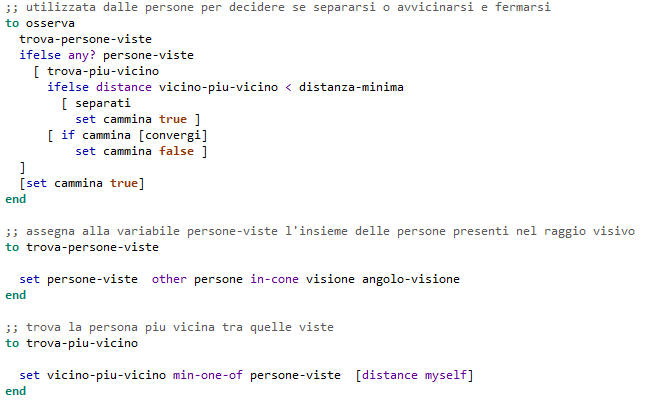 ;; utilizzata dalle persone per decidere se separarsi o avvicinarsi e fermarsi
to osserva
  trova-persone-viste
  ifelse any? persone-viste
    [ trova-piu-vicino
      ifelse distance vicino-piu-vicino < distanza-minima
        [ separati
          set cammina true ]
      [ if cammina [convergi]
          set cammina false ]
  ]
  [set cammina true]
end

;; assegna alla variabile persone-viste l'insieme delle persone presenti nel raggio visivo
to trova-persone-viste

  set persone-viste  other persone in-cone visione angolo-visione
end

;; trova la persona piu vicina tra quelle viste
to trova-piu-vicino

  set vicino-piu-vicino min-one-of persone-viste  [distance myself]
end